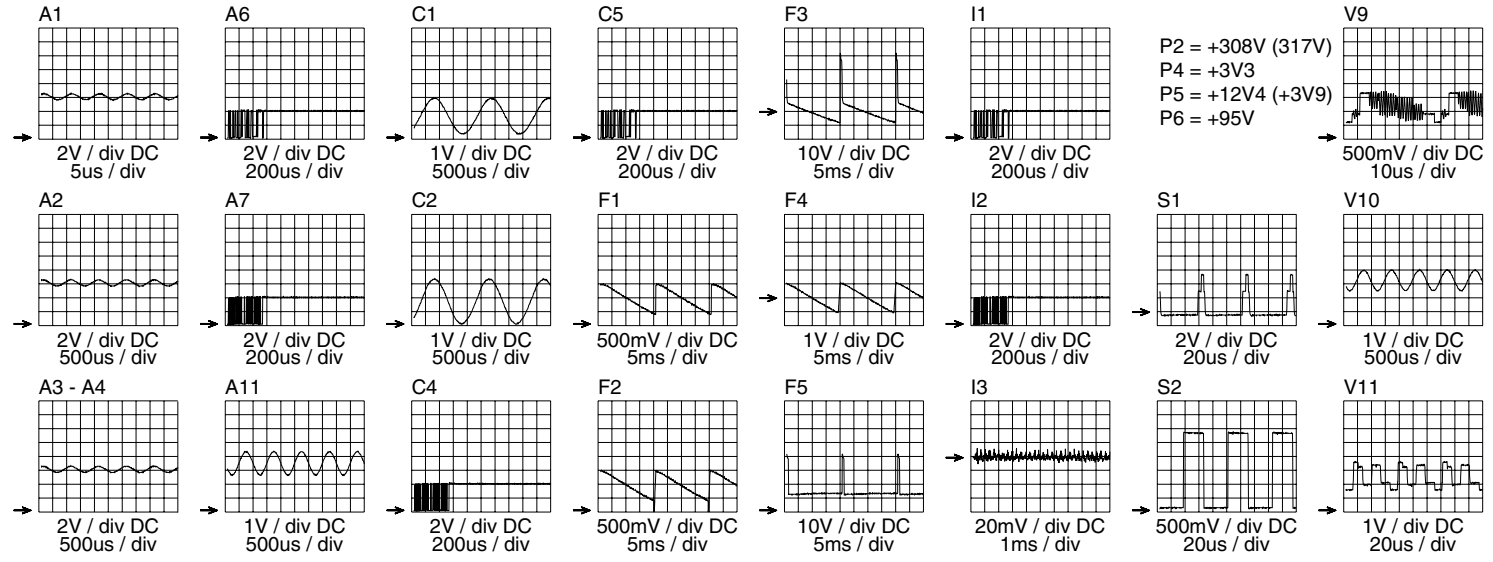 A1
2V / div DC
5us / div
A6
2V / div DC
200us / div
C1
1V / div DC
500us / div
C5
2V / div DC
200us / div
F3
10V / div DC
5ms / div
I1
2V / div DC
200us / div
P2 = +308V (317V)
P4 = +3V3
P5 = +12V4 (+3V9)
P6 = +95V
V9
500mV / div DC
10us / div
A2
2V / div DC
500us / div
A7
2V / div DC
200us / div
C2
1V / div DC
500us / div
F1
500mV / div DC
5ms / div
F4
1V / div DC
5ms / div
I2
2V / div DC
200us / div
S1
2V / div DC
20us / div
V10
1V / div DC
500us / div
A3 - A4
2V / div DC
500us / div
A11
1V / div DC
500us / div
C4
2V / div DC
200us / div
F2
500mV / div DC
5ms / div
F5
10V / div DC
5ms / div
I3
20mV / div DC
1ms / div
S2
500mV / div DC
20us / div
V11
1V / div DC
20us / div